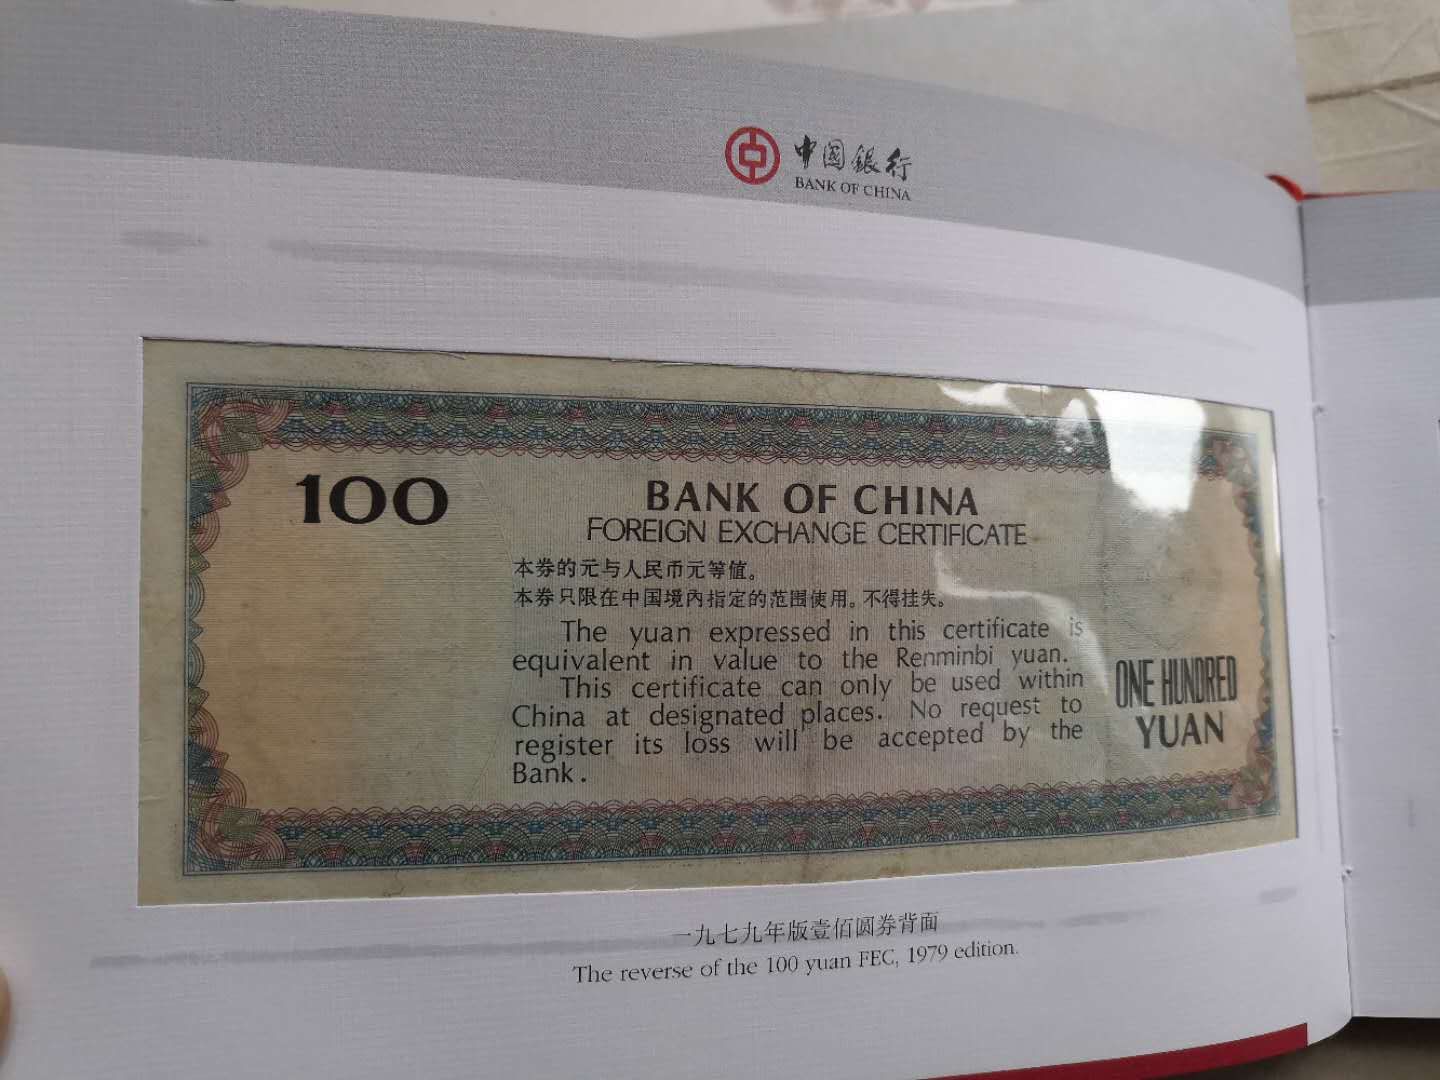 中国銀行
BANK OF CHINA
100
BANK OF CHINA
FOREIGN EXCHANGE CERTIFICATE
本券的元与人民币元等值。
本券只限在中国境内指定的范围使用。不得挂失。
The yuan expressed in this certificate is
equivalent in value to the Renminbi yuan.
This certificate can only be used within
China at designated places. No request to
register its loss will be accepted by the
Bank.
ONE HUNDRED
YUAN
一九七九年版壹佰圆券背面
The reverse of the 100 yuan FEC, 1979 edition.